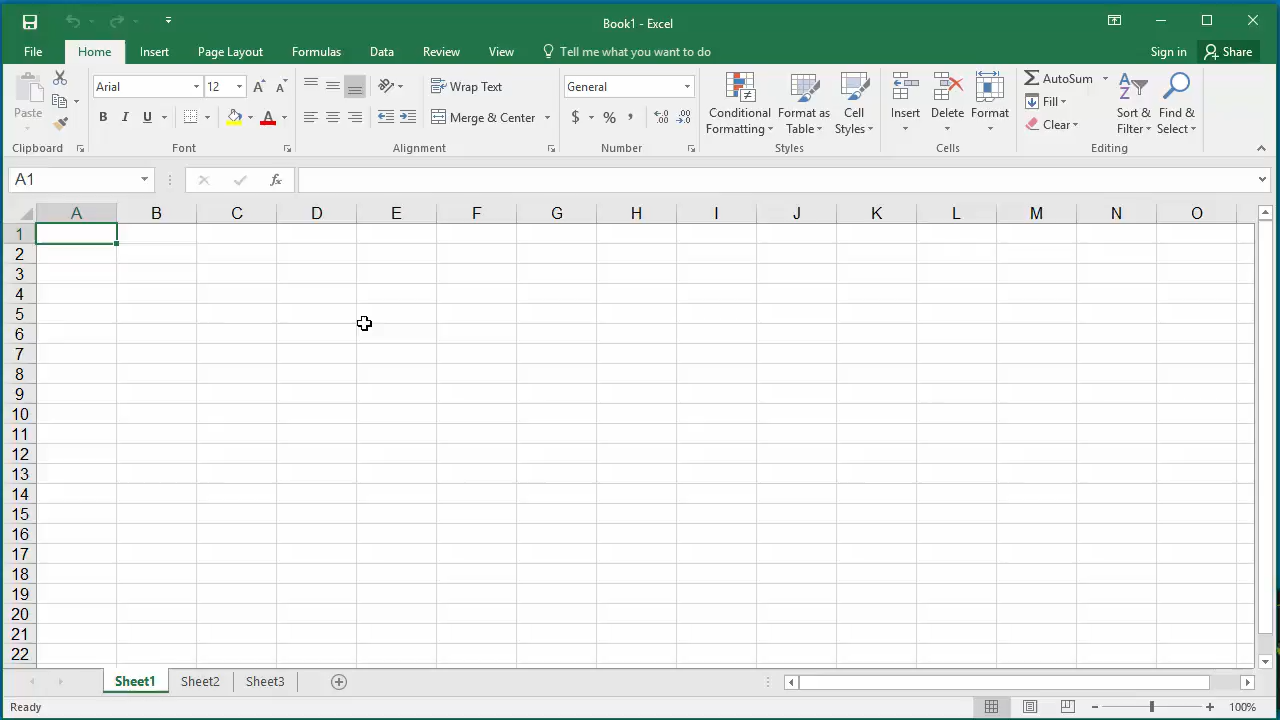 Book1 - Excel
File Home Insert Page Layout Formulas Data Review View Tell me what you want to do Sign in Share
Paste
Clipboard
Arial 12
B I U
Font
Wrap Text
Merge & Center
Alignment
General
$ % ,
Number
Conditional Formatting
Format as Table
Cell Styles
Styles
Insert Delete Format
Cells
AutoSum
Fill
Clear
Sort & Filter
Find & Select
Editing
A1
fx
A B C D E F G H I J K L M N O
1
2
3
4
5
6
7
8
9
10
11
12
13
14
15
16
17
18
19
20
21
22
Sheet1 Sheet2 Sheet3
Ready
100%